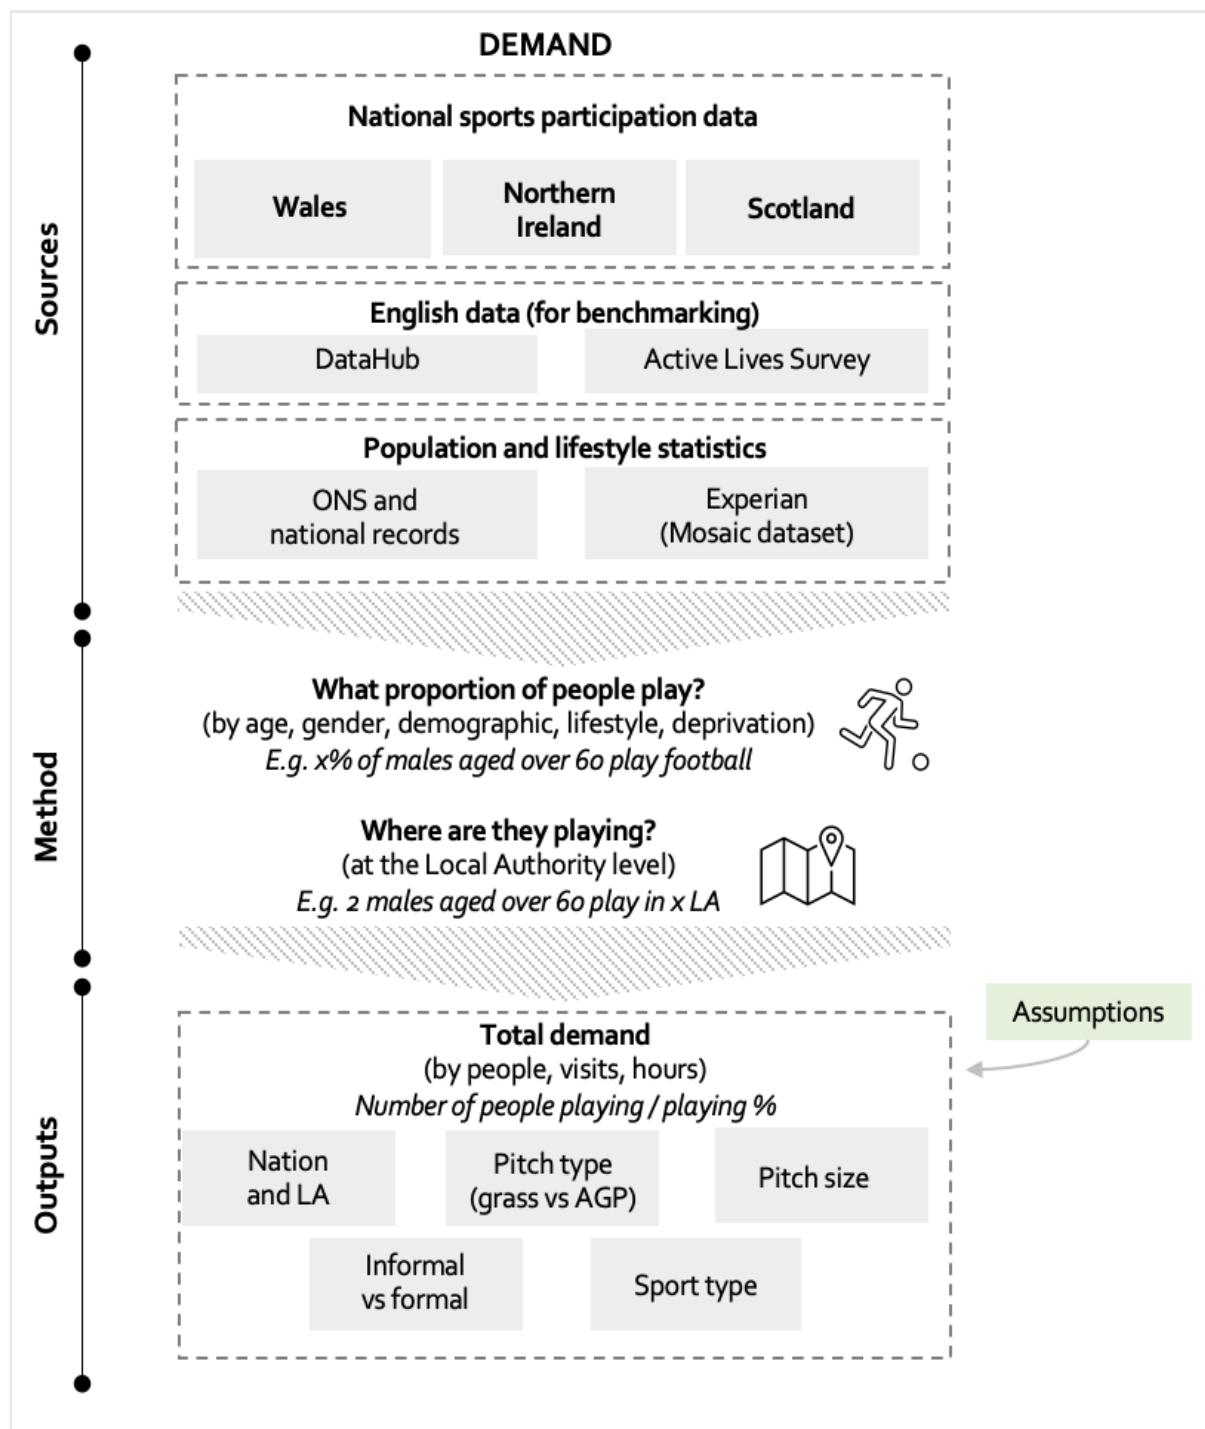 DEMAND
Sources
National sports participation data
Wales
Northern
Ireland
Scotland
English data (for benchmarking)
DataHub
Active Lives Survey
Population and lifestyle statistics
ONS and
national records
Experian
(Mosaic dataset)
Method
What proportion of people play?
(by age, gender, demographic, lifestyle, deprivation)
E.g. x% of males aged over 60 play football
Where are they playing?
(at the Local Authority level)
E.g. 2 males aged over 60 play in x LA
Outputs
Assumptions
Total demand
(by people, visits, hours)
Number of people playing / playing %
Nation
and LA
Pitch type
(grass vs AGP)
Pitch size
Informal
vs formal
Sport type